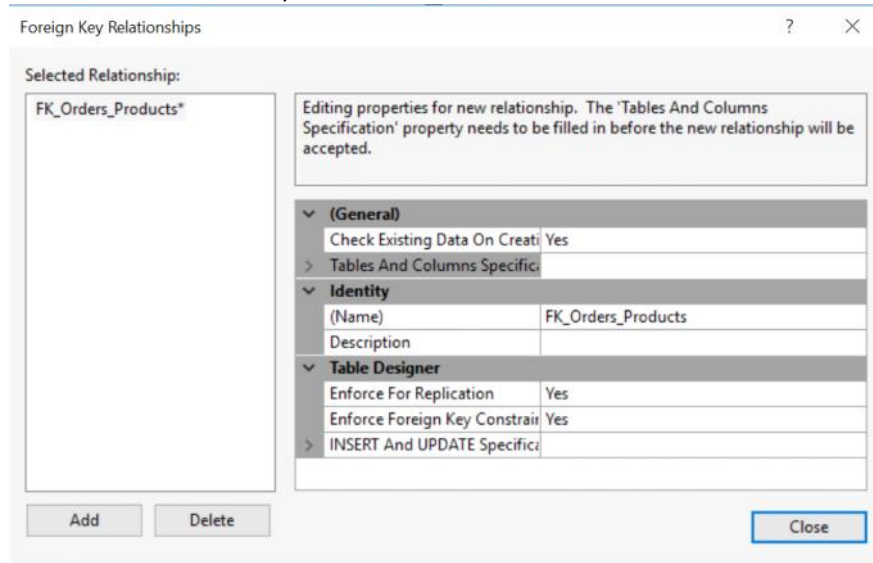 Foreign Key Relationships
? ×
Selected Relationship:
FK_Orders_Products*
Editing properties for new relationship. The 'Tables And Columns
Specification' property needs to be filled in before the new relationship will be
accepted.
(General)
Check Existing Data On Creati Yes
Tables And Columns Specific
Identity
(Name) FK_Orders_Products
Description
Table Designer
Enforce For Replication Yes
Enforce Foreign Key Constrair Yes
INSERT And UPDATE Specifica
Add Delete
Close